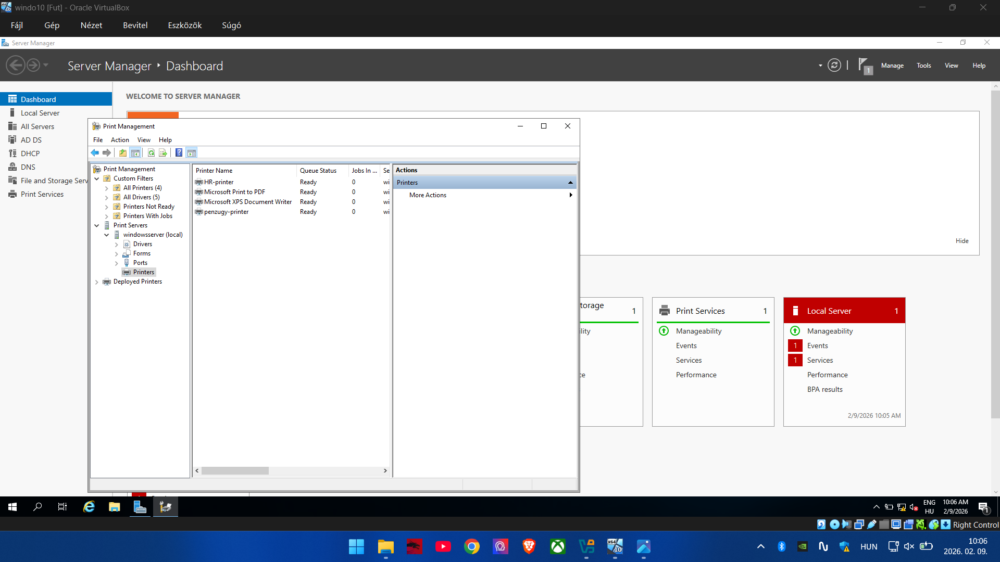 windo10 [Fut] - Oracle VirtualBox
Fájl Gép Nézet Bevitel Eszközök Súgó
Server Manager
Server Manager ‣ Dashboard
1 Manage Tools View Help
Dashboard
Local Server
All Servers
AD DS
DHCP
DNS
File and Storage Serv
Print Services
WELCOME TO SERVER MANAGER
Hide
Print Management
File Action View Help
Print Management
Custom Filters
All Printers (4)
All Drivers (5)
Printers Not Ready
Printers With Jobs
Print Servers
windowsserver (local)
Drivers
Forms
Ports
Printers
Deployed Printers
Printer Name Queue Status Jobs In ... Se
HR-printer Ready 0 wi
Microsoft Print to PDF Ready 0 wi
Microsoft XPS Document Writer Ready 0 wi
penzugy-printer Ready 0 wi
Actions
Printers
More Actions
torage 1
ility
ce
Print Services 1
Manageability
Events
Services
Performance
Local Server 1
Manageability
1 Events
1 Services
Performance
BPA results
2/9/2026 10:05 AM
ENG
HU
10:06 AM
2/9/2026
1
Right Control
X64
10
HUN
10:06
2026. 02. 09.